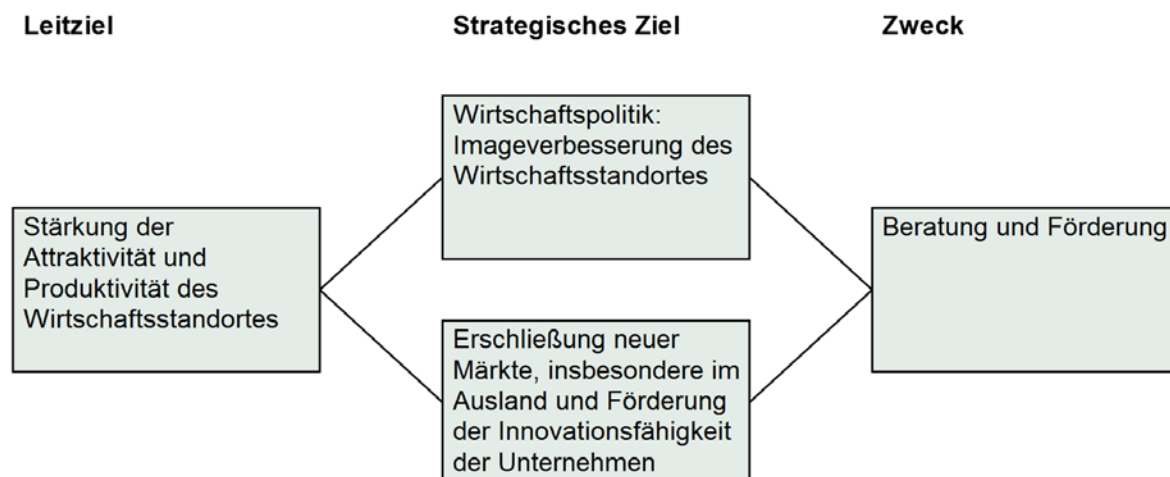 Leitziel
Strategisches Ziel
Zweck
Wirtschaftspolitik:
Imageverbesserung des
Wirtschaftsstandortes
Stärkung der
Attraktivität und
Produktivität des
Wirtschaftsstandortes
Beratung und Förderung
Erschließung neuer
Märkte, insbesondere im
Ausland und Förderung
der Innovationsfähigkeit
der Unternehmen